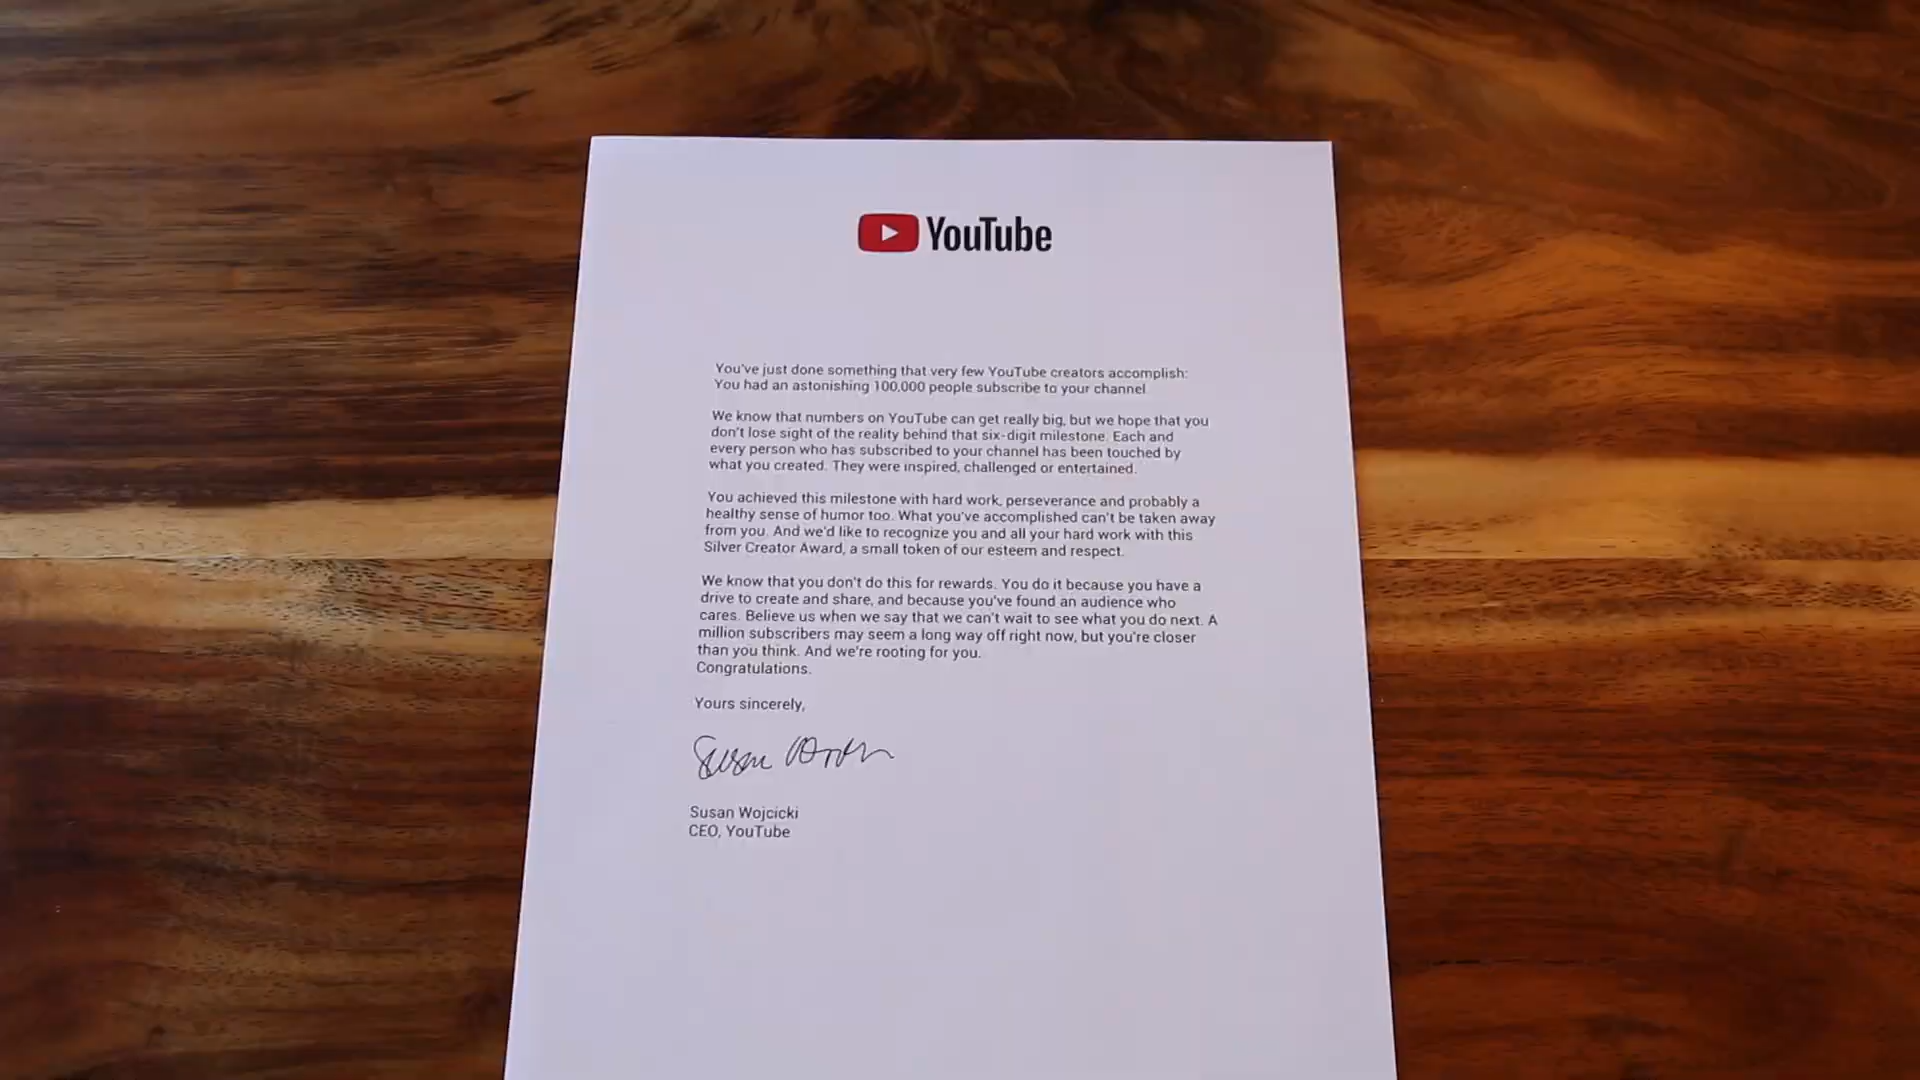 YouTube
You've just done something that very few YouTube creators accomplish:
You had an astonishing 100,000 people subscribe to your channel.
We know that numbers on YouTube can get really big, but we hope that you
don't lose sight of the reality behind that six-digit milestone. Each and
every person who has subscribed to your channel has been touched by
what you created. They were inspired, challenged or entertained.
You achieved this milestone with hard work, perseverance and probably a
healthy sense of humor too. What you've accomplished can't be taken away
from you. And we'd like to recognize you and all your hard work with this
Silver Creator Award, a small token of our esteem and respect.
We know that you don't do this for rewards. You do it because you have a
drive to create and share, and because you've found an audience who
cares. Believe us when we say that we can't wait to see what you do next. A
million subscribers may seem a long way off right now, but you're closer
than you think. And we're rooting for you.
Congratulations.
Yours sincerely,
Susan Wojcicki
CEO, YouTube